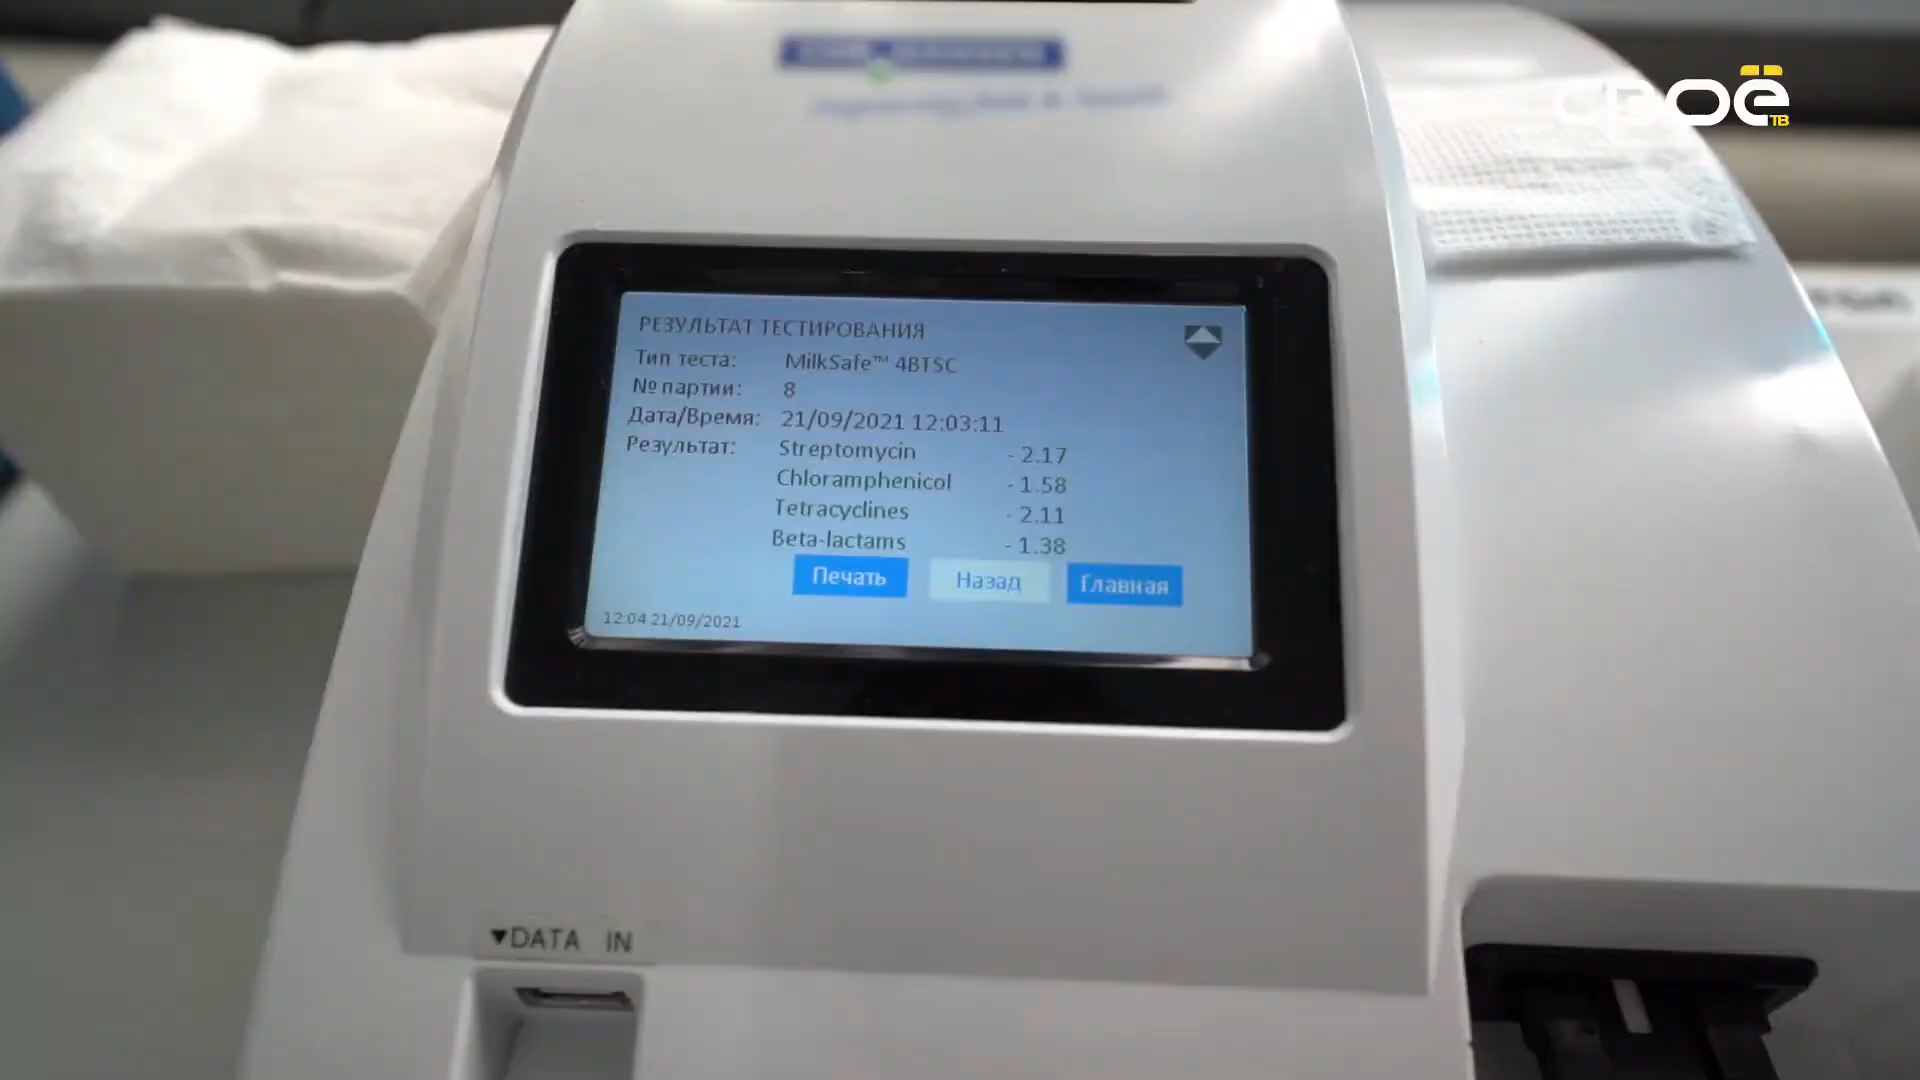 своё
ТВ
РЕЗУЛЬТАТ ТЕСТИРОВАНИЯ
Тип теста: MilkSafe™ 4BTSC
№ партии: 8
Дата/Время: 21/09/2021 12:03:11
Результат: Streptomycin - 2.17
Chloramphenicol - 1.58
Tetracyclines - 2.11
Beta-lactams - 1.38
Печать Назад Главная
12:04 21/09/2021
▼DATA IN